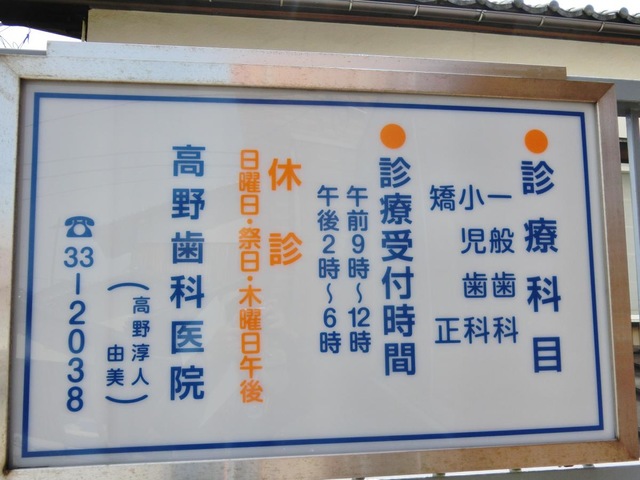 ●診療科目
一般歯科
小児歯科
矯正
●診療受付時間
午前9時～12時
午後2時～6時
休診
日曜日・祭日・木曜日午後
高野歯科医院
(高野淳人
由美)
☎33-2038